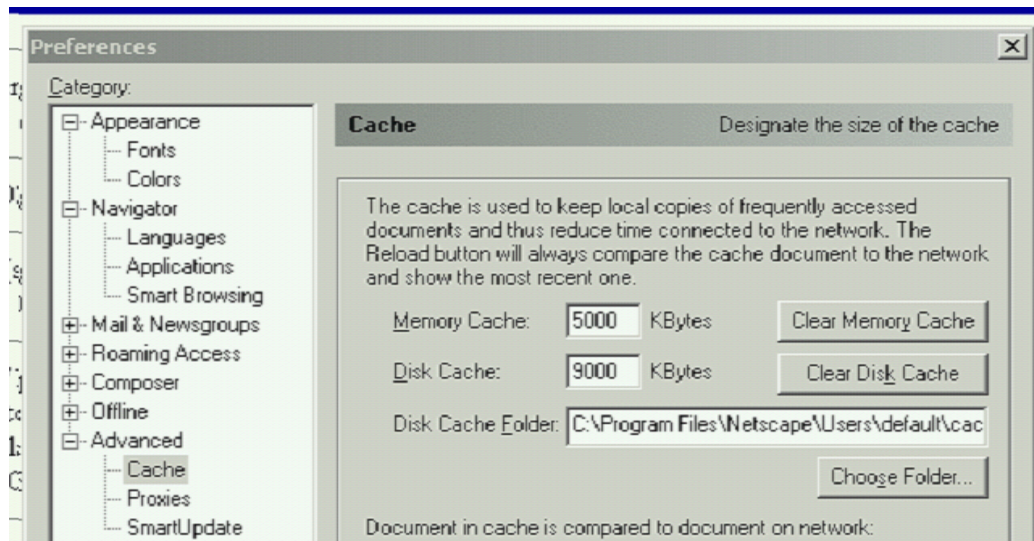 Preferences
Category:
Appearance
Fonts
Colors
Navigator
Languages
Applications
Smart Browsing
Mail & Newsgroups
Roaming Access
Composer
Offline
Advanced
Cache
Proxies
SmartUpdate
Cache Designate the size of the cache
The cache is used to keep local copies of frequently accessed
documents and thus reduce time connected to the network. The
Reload button will always compare the cache document to the network
and show the most recent one.
Memory Cache: 5000 KBytes Clear Memory Cache
Disk Cache: 9000 KBytes Clear Disk Cache
Disk Cache Folder: C:\Program Files\Netscape\Users\default\cac
Choose Folder...
Document in cache is compared to document on network: